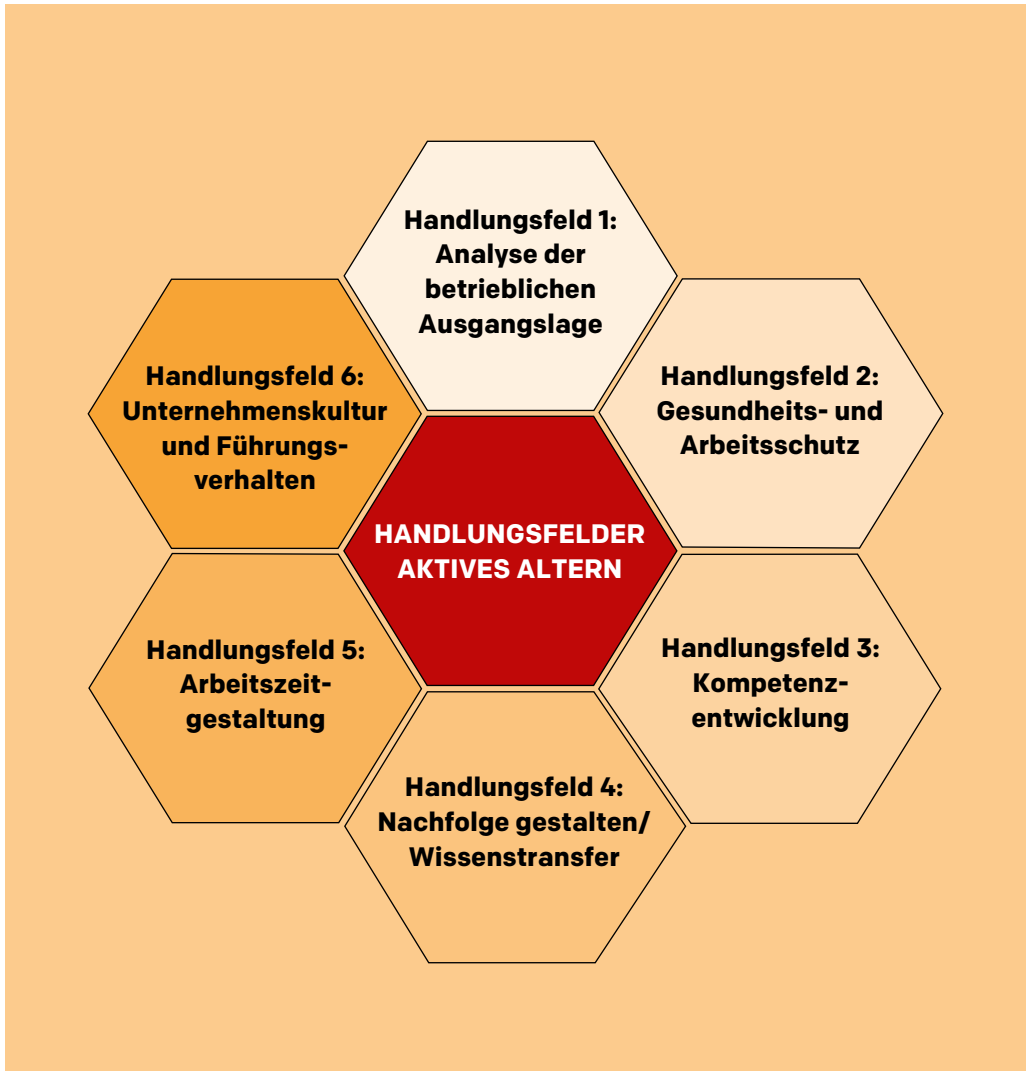 Handlungsfeld 1:
Analyse der
betrieblichen
Ausgangslage
Handlungsfeld 2:
Gesundheits- und
Arbeitsschutz
Handlungsfeld 3:
Kompetenz-
entwicklung
Handlungsfeld 4:
Nachfolge gestalten/
Wissenstransfer
Handlungsfeld 5:
Arbeitszeit-
gestaltung
Handlungsfeld 6:
Unternehmenskultur
und Führungs-
verhalten
HANDLUNGSFELDER
AKTIVES ALTERN